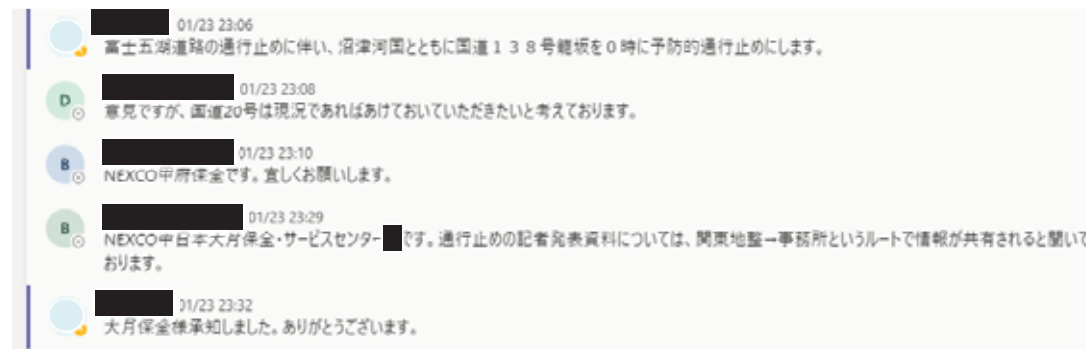 01/23 23:06
富士五湖道路の通行止めに伴い、沼津河国とともに国道138号籠坂を0時に予防的通行止めにします。
D
01/23 23:08
意見ですが、国道20号は現況であればあけておいていただきたいと考えております。
B
01/23 23:10
NEXCO甲府保全です。宜しくお願いします。
B
01/23 23:29
NEXCO中日本大月保全・サービスセンター です。通行止めの記者発表資料については、関東地整→事務所というルートで情報が共有されると聞いて
おります。
01/23 23:32
大月保全様承知しました。ありがとうございます。